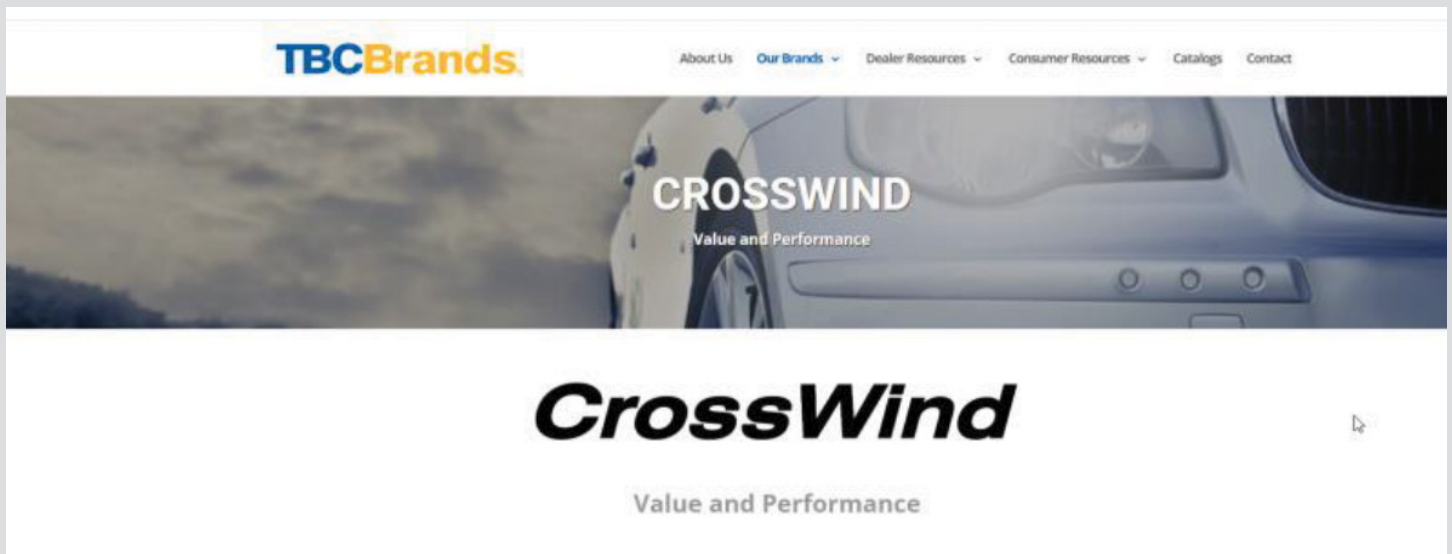 TBCBrands
About Us Our Brands Dealer Resources Consumer Resources Catalogs Contact
CROSSWIND
Value and Performance
CrossWind
Value and Performance